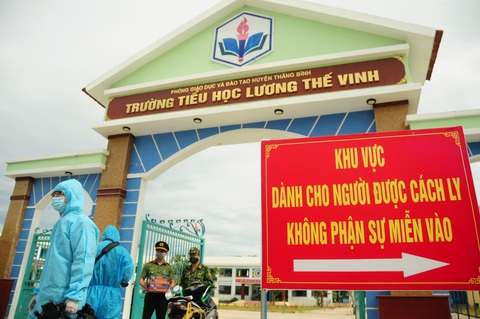 PHÒNG GIÁO DỤC VÀ ĐÀO TẠO HUYỆN THĂNG BÌNH
TRƯỜNG TIỂU HỌC LƯƠNG THẾ VINH
KHU VỰC
DÀNH CHO NGƯỜI ĐƯỢC CÁCH LY
KHÔNG PHẬN SỰ MIỄN VÀO